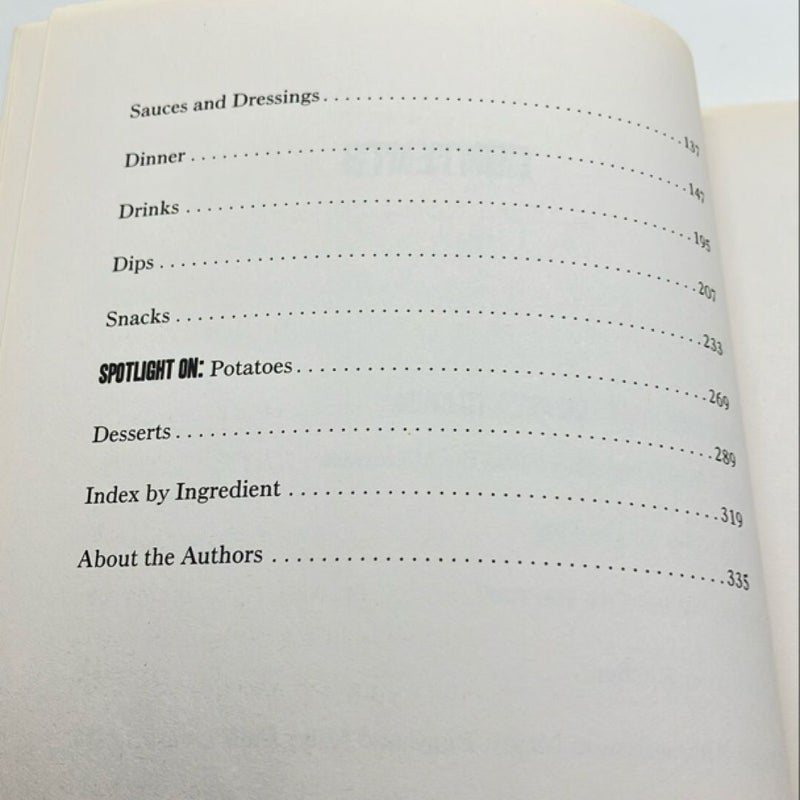 Sauces and Dressings. . . . . . . . . . . . . . . . . . . . . . . . . . . . . . . . . . . . .137
Dinner . . . . . . . . . . . . . . . . . . . . . . . . . . . . . . . . . . . . . . . . . . . . . . . .147
Drinks . . . . . . . . . . . . . . . . . . . . . . . . . . . . . . . . . . . . . . . . . . . . . . . .195
Dips . . . . . . . . . . . . . . . . . . . . . . . . . . . . . . . . . . . . . . . . . . . . . . . . . .207
Snacks . . . . . . . . . . . . . . . . . . . . . . . . . . . . . . . . . . . . . . . . . . . . . . . .233
SPOTLIGHT ON: Potatoes. . . . . . . . . . . . . . . . . . . . . . . . . . . . . . . . . . . .269
Desserts . . . . . . . . . . . . . . . . . . . . . . . . . . . . . . . . . . . . . . . . . . . . . . .289
Index by Ingredient . . . . . . . . . . . . . . . . . . . . . . . . . . . . . . . . . . . . . .319
About the Authors . . . . . . . . . . . . . . . . . . . . . . . . . . . . . . . . . . . . . . .335